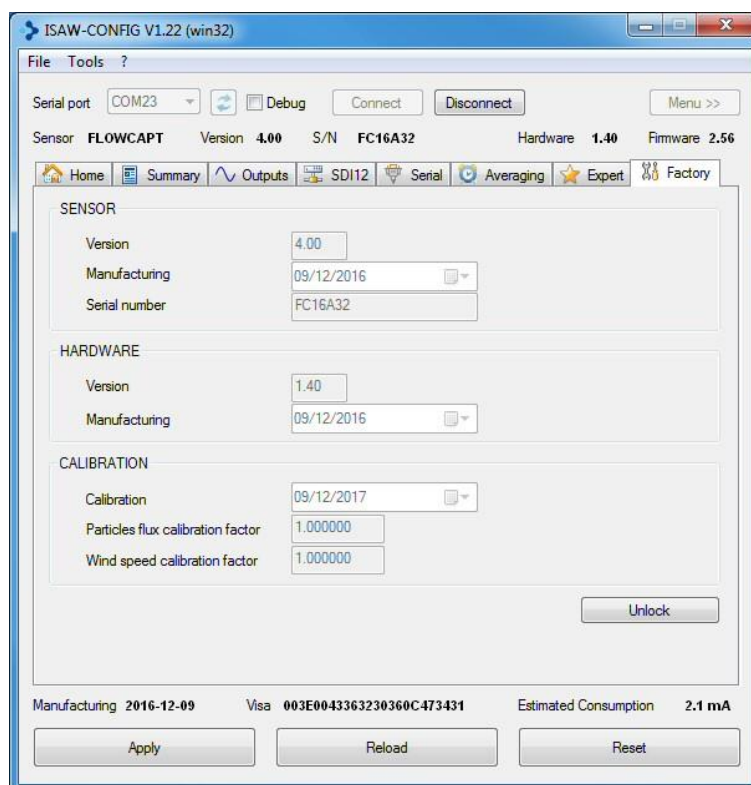 ISAW-CONFIG V1.22 (win32)
File Tools ?
Serial port COM23 Debug Connect Disconnect Menu >>
Sensor FLOWCAPT Version 4.00 S/N FC16A32 Hardware 1.40 Firmware 2.56
Home Summary Outputs SDI12 Serial Averaging Expert Factory
SENSOR
Version 4.00
Manufacturing 09/12/2016
Serial number FC16A32
HARDWARE
Version 1.40
Manufacturing 09/12/2016
CALIBRATION
Calibration 09/12/2017
Particles flux calibration factor 1.000000
Wind speed calibration factor 1.000000
Unlock
Manufacturing 2016-12-09 Visa 003E0043363230360C473431 Estimated Consumption 2.1 mA
Apply Reload Reset